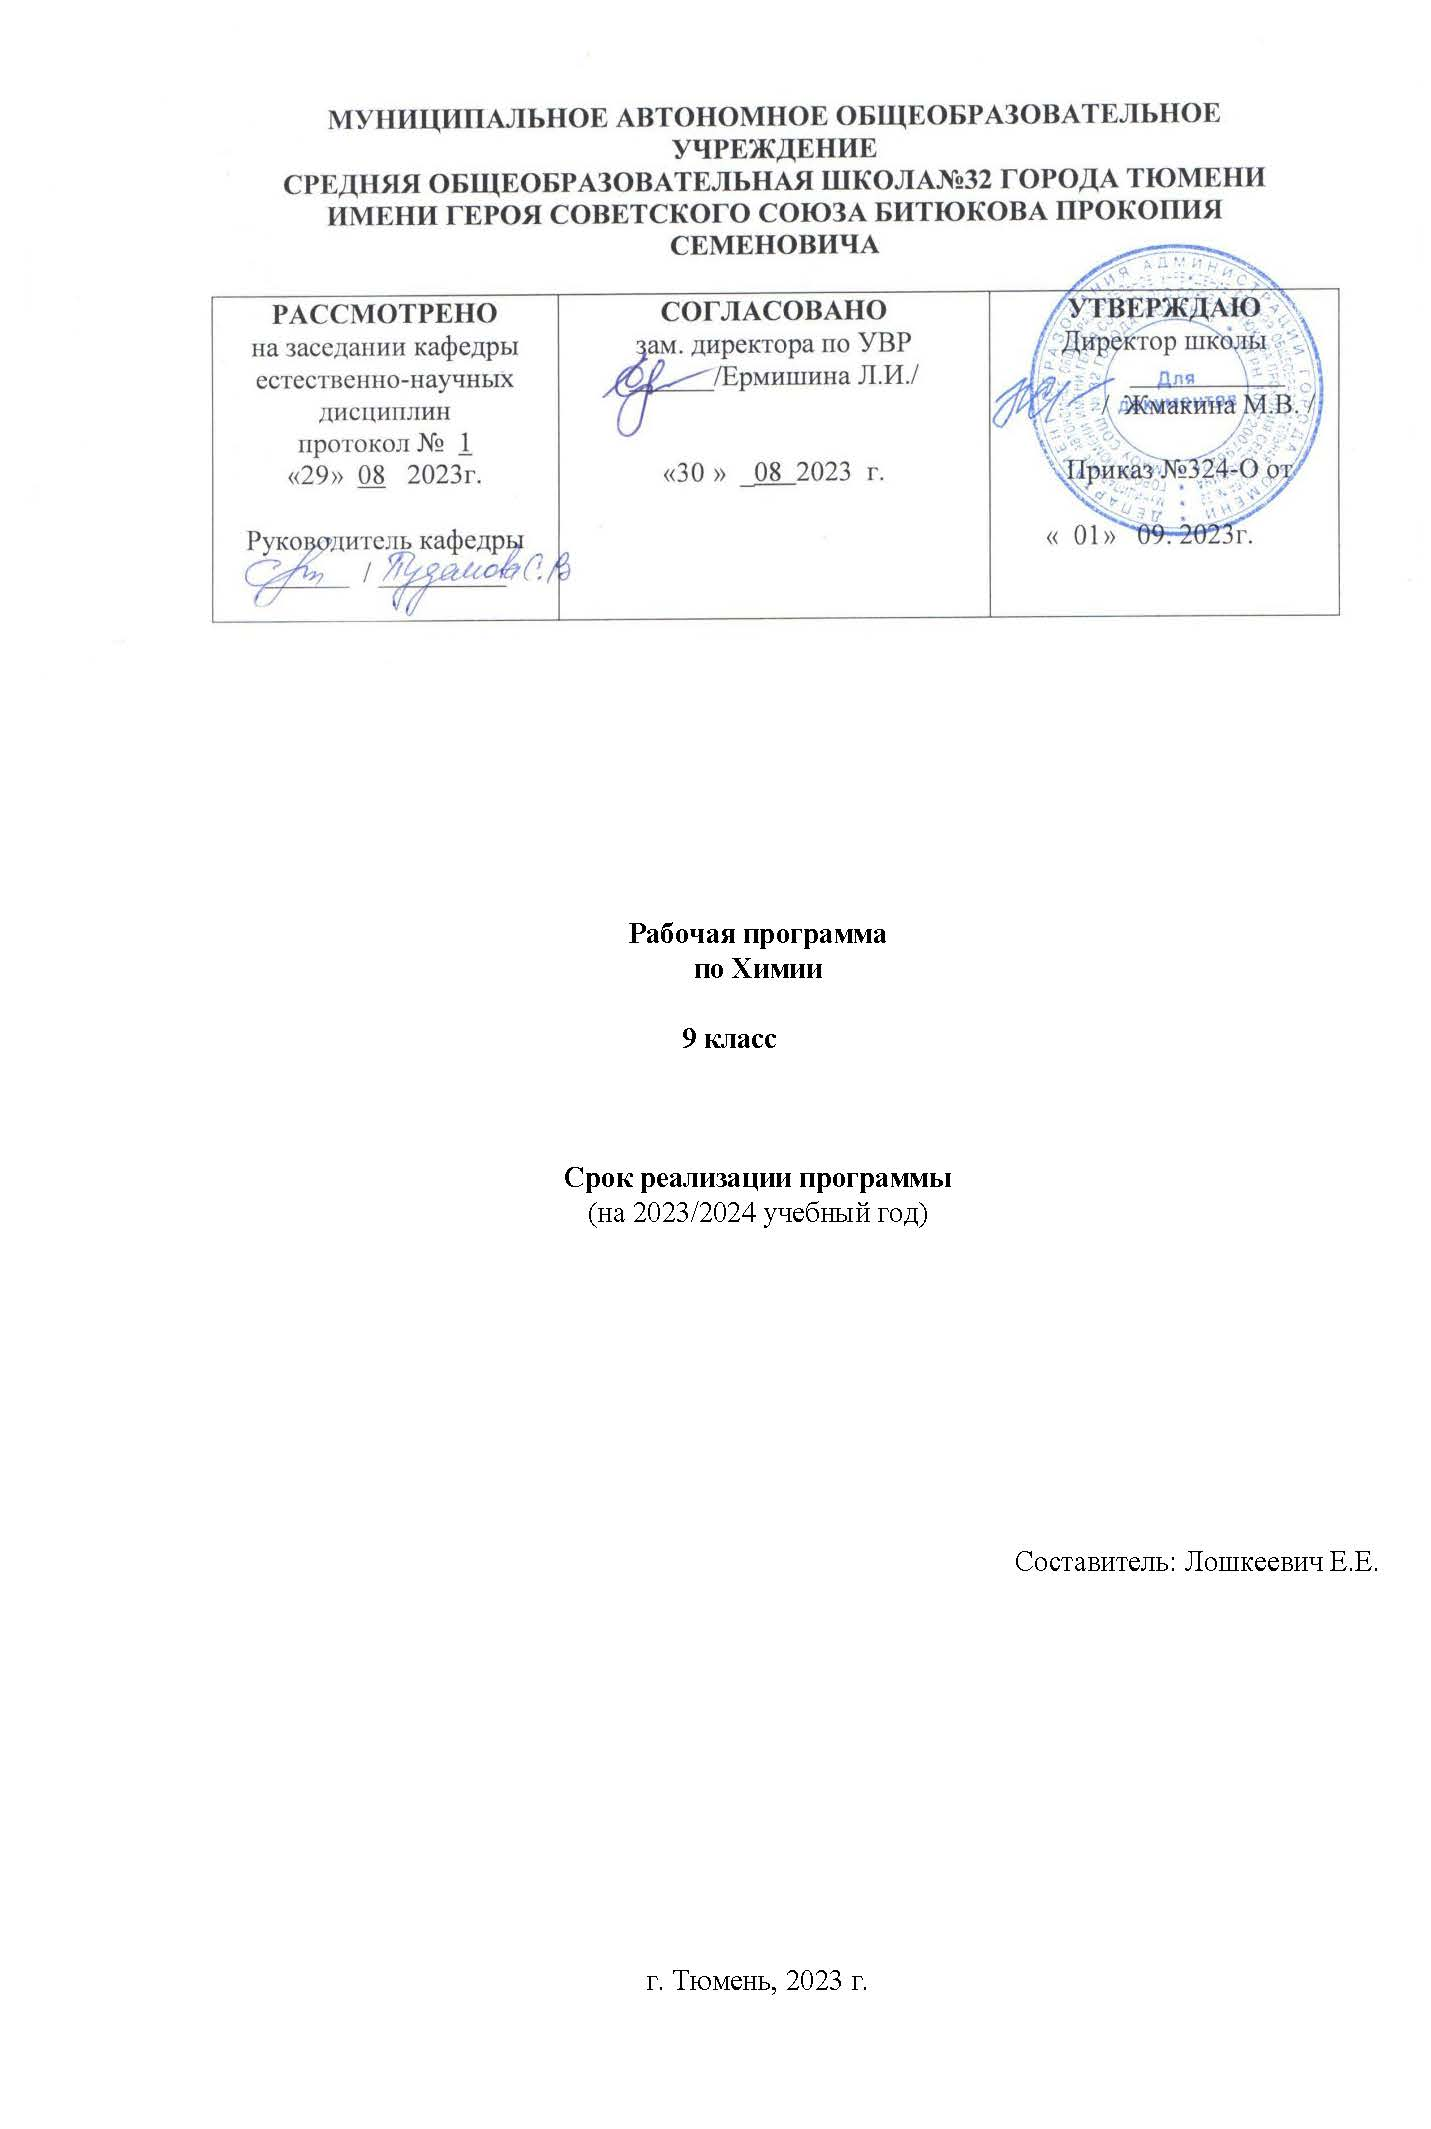 МУНИЦИПАЛЬНОЕ АВТОНОМНОЕ ОБЩЕОБРАЗОВАТЕЛЬНОЕ
УЧРЕЖДЕНИЕ
СРЕДНЯЯ ОБЩЕОБРАЗОВАТЕЛЬНАЯ ШКОЛА№32 ГОРОДА ТЮМЕНИ
ИМЕНИ ГЕРОЯ СОВЕТСКОГО СОЮЗА БИТЮКОВА ПРОКОПИЯ
СЕМЕНОВИЧА
РАССМОТРЕНО
на заседании кафедры
естественно-научных
дисциплин
протокол № 1
«29» 08 2023г.
Руководитель кафедры
/
СОГЛАСОВАНО
зам. директора по УВР
/Ермишина Л.И./
«30 » _08_2023 г.
УТВЕРЖДАЮ
Директор школы
/ Жмакина М.В. /
Приказ №324-О от
« 01» 09. 2023г.
Для
документов
Рабочая программа
по Химии
9 класс
Срок реализации программы
(на 2023/2024 учебный год)
Составитель: Лошкеевич Е.Е.
г. Тюмень, 2023 г.